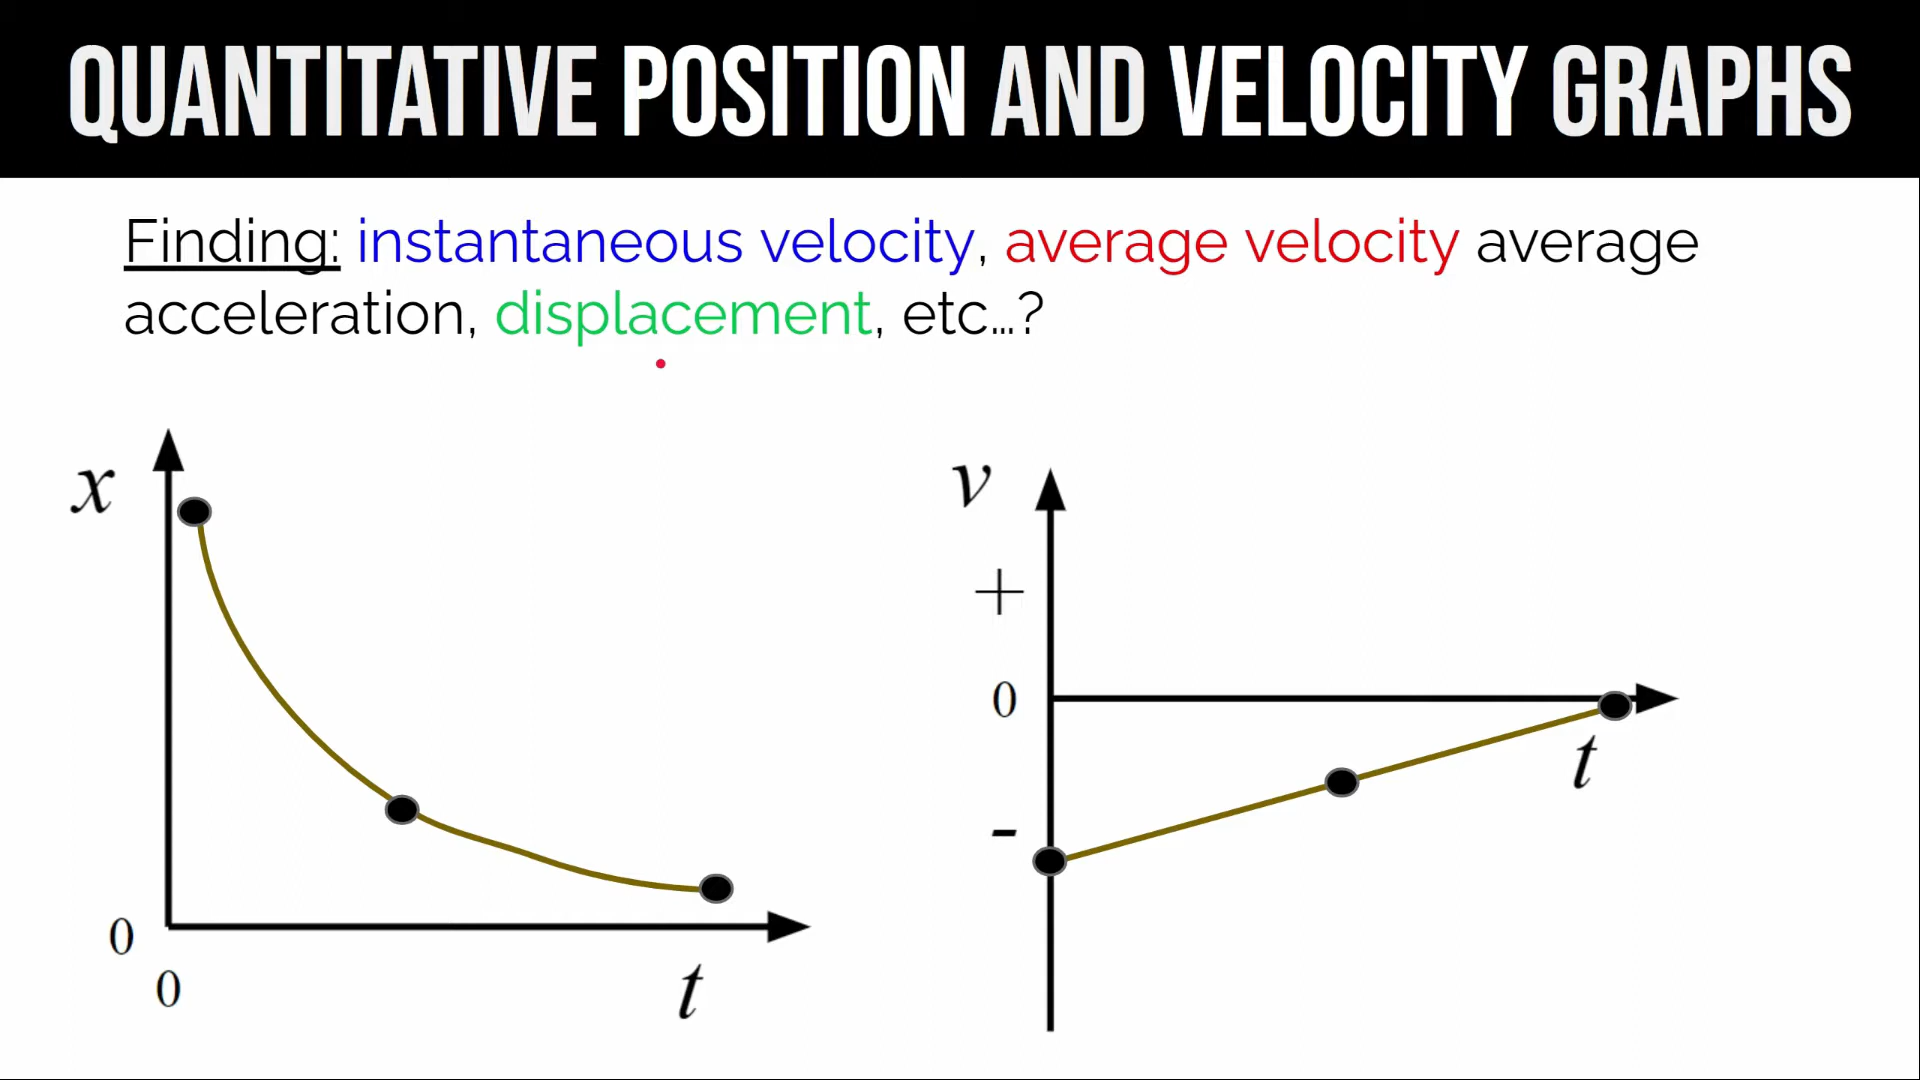 QUANTITATIVE POSITION AND VELOCITY GRAPHS
Finding: instantaneous velocity, average velocity average
acceleration, displacement, etc...?
x
0
0
t
v
+
0
-
t